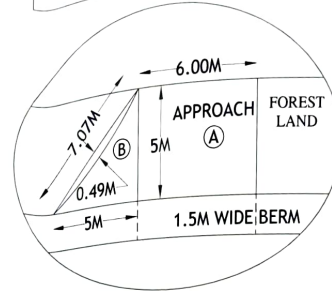 6.00M
7.07M
APPROACH
FOREST
LAND
A
B
5M
0.49M
5M
1.5M WIDE BERM